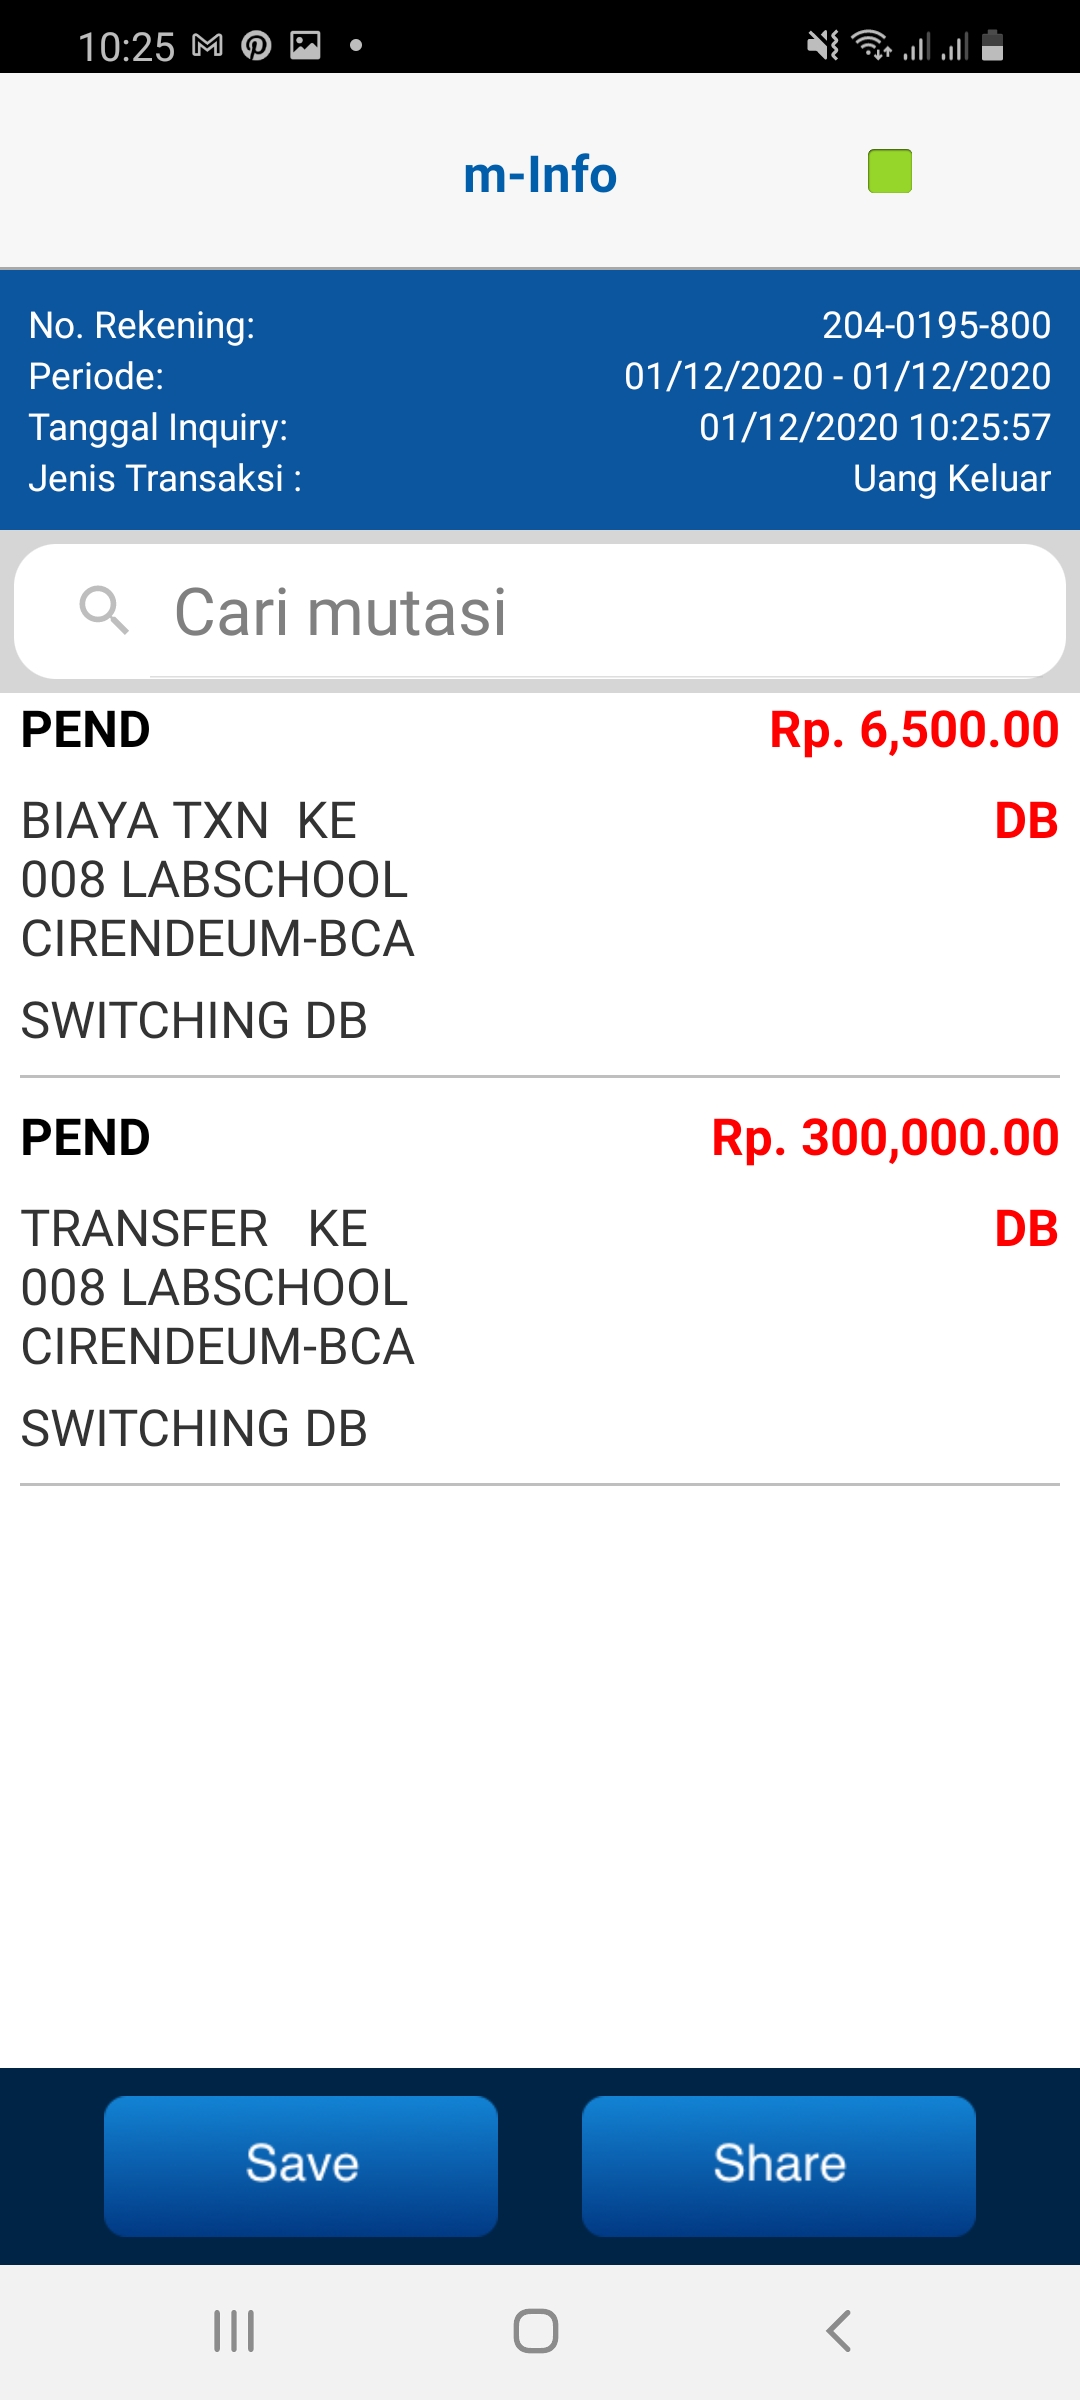 10:25
m-Info
No. Rekening: 204-0195-800
Periode: 01/12/2020 - 01/12/2020
Tanggal Inquiry: 01/12/2020 10:25:57
Jenis Transaksi : Uang Keluar
Cari mutasi
PEND Rp. 6,500.00
BIAYA TXN  KE DB
008 LABSCHOOL
CIRENDEUM-BCA
SWITCHING DB
PEND Rp. 300,000.00
TRANSFER   KE DB
008 LABSCHOOL
CIRENDEUM-BCA
SWITCHING DB
Save Share